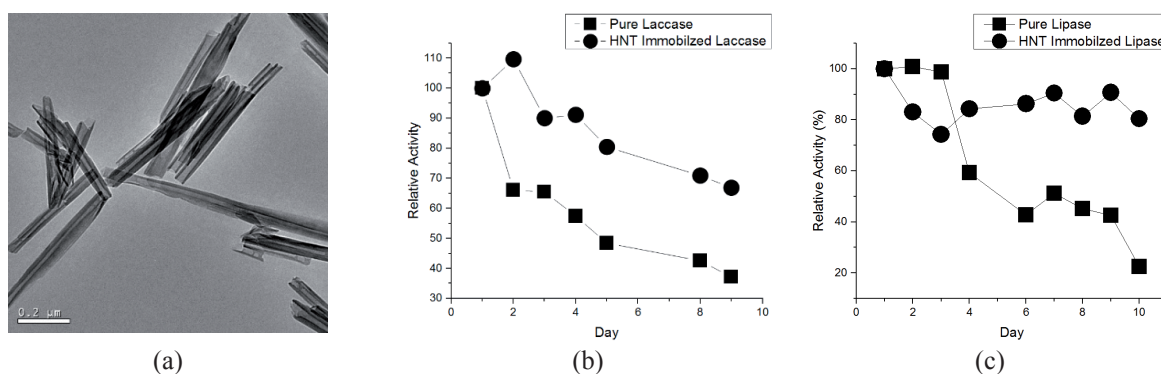 0.2 µm
(a)
Pure Laccase
HNT Immobilzed Laccase
Relative Activity
110
100
90
80
70
60
50
40
30
0
2
4
6
8
10
Day
(b)
Pure Lipase
HNT Immobilzed Lipase
Relative Activity (%)
100
80
60
40
20
0
2
4
6
8
10
Day
(c)